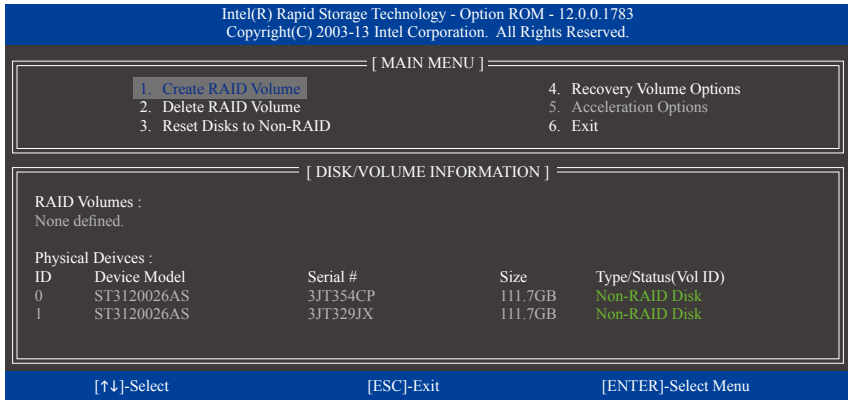 Intel(R) Rapid Storage Technology - Option ROM - 12.0.0.1783
Copyright(C) 2003-13 Intel Corporation. All Rights Reserved.
[ MAIN MENU ]
1. Create RAID Volume
2. Delete RAID Volume
3. Reset Disks to Non-RAID
4. Recovery Volume Options
5. Acceleration Options
6. Exit
[ DISK/VOLUME INFORMATION ]
RAID Volumes :
None defined.
Physical Deivces :
ID Device Model Serial # Size Type/Status(Vol ID)
0 ST3120026AS 3JT354CP 111.7GB Non-RAID Disk
1 ST3120026AS 3JT329JX 111.7GB Non-RAID Disk
[↑↓]-Select [ESC]-Exit [ENTER]-Select Menu